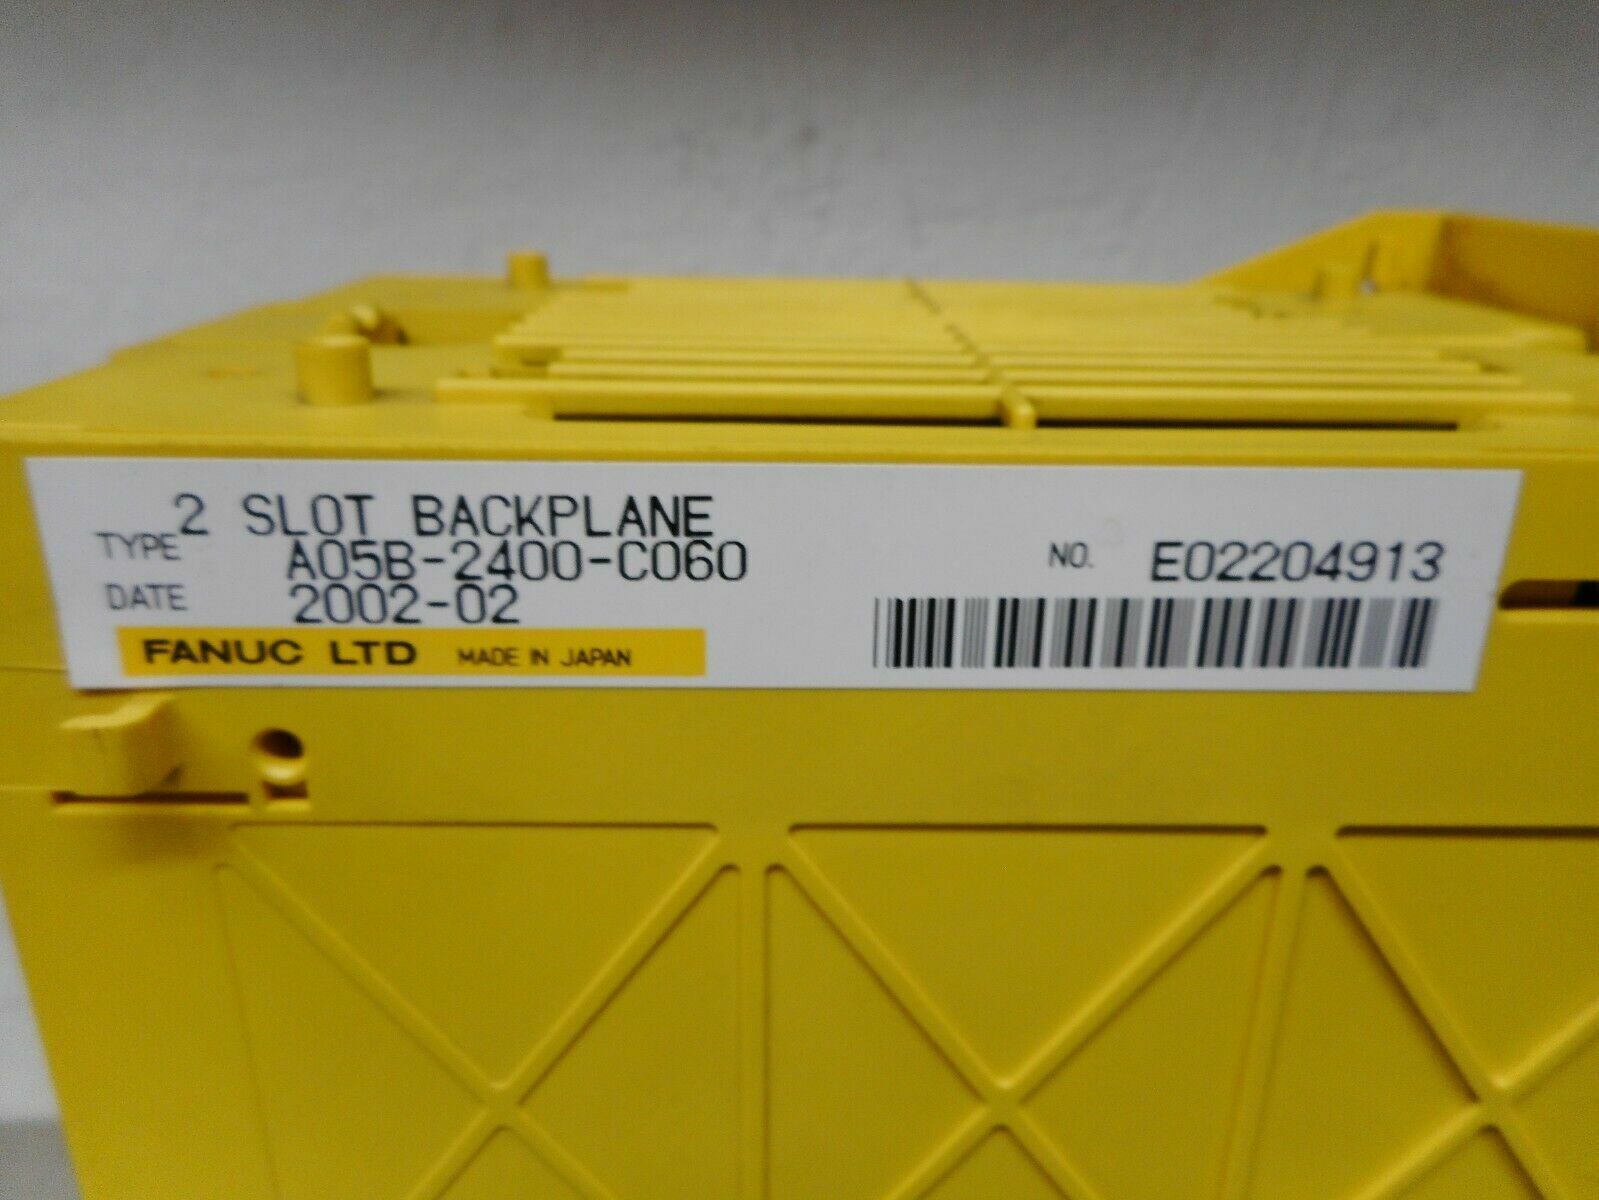 2 SLOT BACKPLANE
TYPE A05B-2400-C060
NO. E02204913
DATE 2002-02
FANUC LTD MADE IN JAPAN